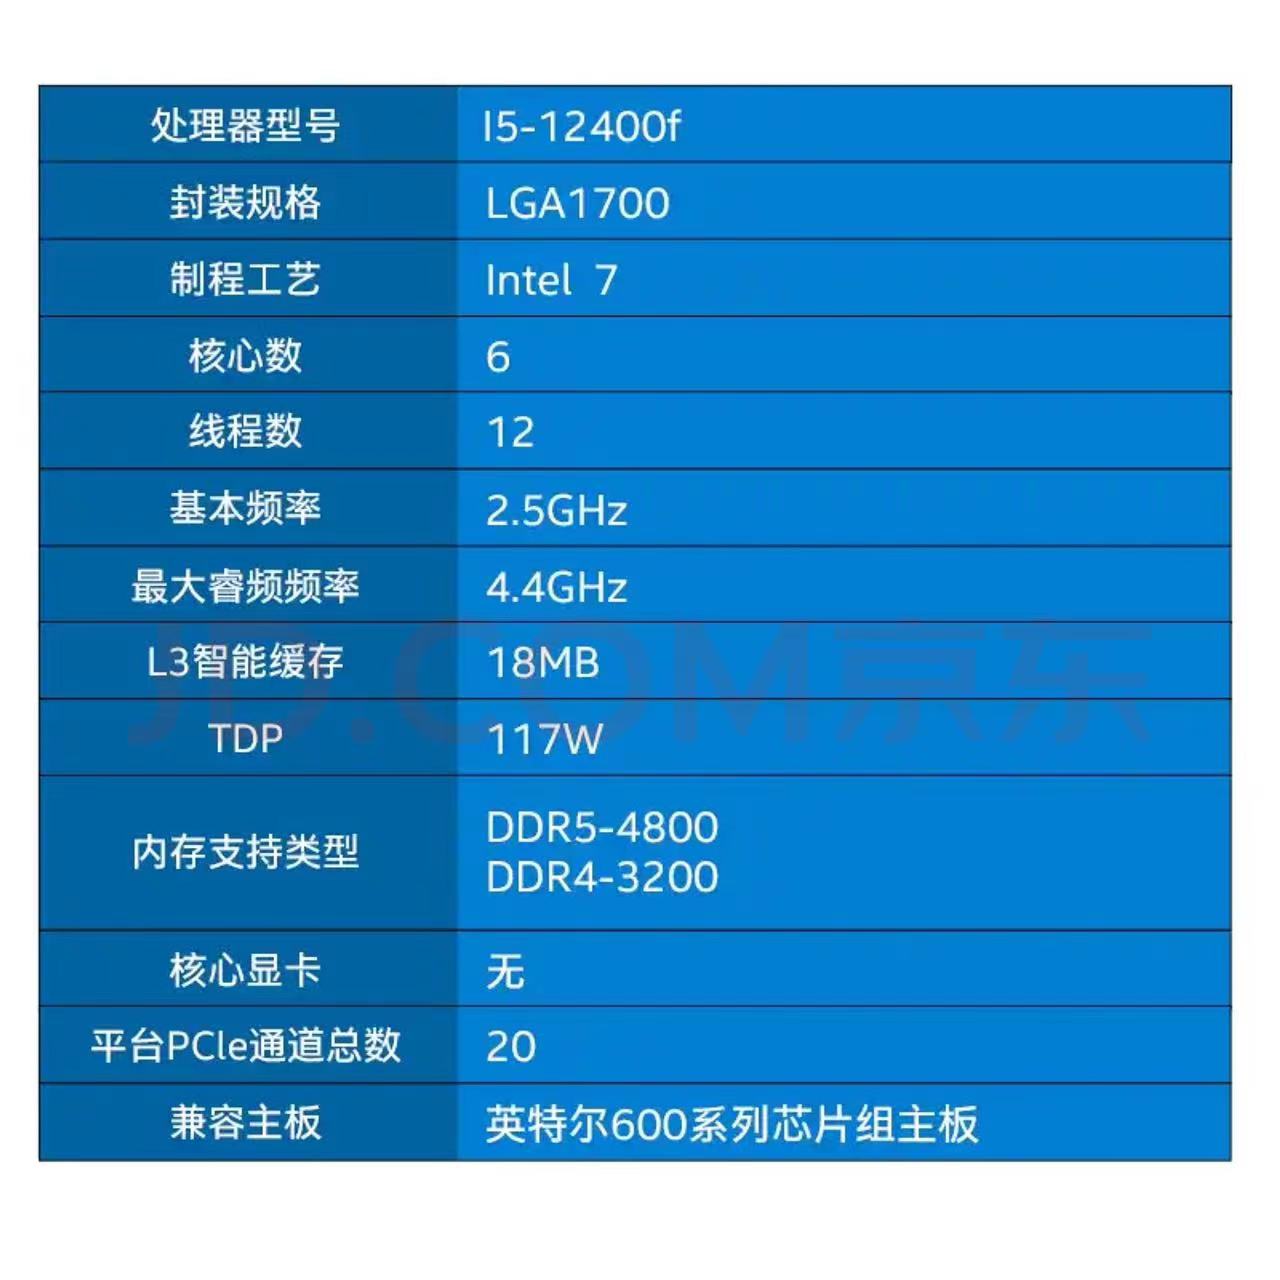 处理器型号 I5-12400f
封装规格 LGA1700
制程工艺 Intel 7
核心数 6
线程数 12
基本频率 2.5GHz
最大睿频频率 4.4GHz
L3智能缓存 18MB
JD.COM京东
TDP 117W
内存支持类型 DDR5-4800
DDR4-3200
核心显卡 无
平台PCle通道总数 20
兼容主板 英特尔600系列芯片组主板